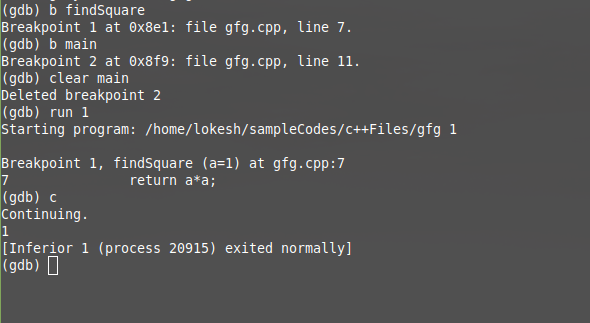 (gdb) b findSquare
Breakpoint 1 at 0x8e1: file gfg.cpp, line 7.
(gdb) b main
Breakpoint 2 at 0x8f9: file gfg.cpp, line 11.
(gdb) clear main
Deleted breakpoint 2
(gdb) run 1
Starting program: /home/lokesh/sampleCodes/c++Files/gfg 1

Breakpoint 1, findSquare (a=1) at gfg.cpp:7
7               return a*a;
(gdb) c
Continuing.
1
[Inferior 1 (process 20915) exited normally]
(gdb)